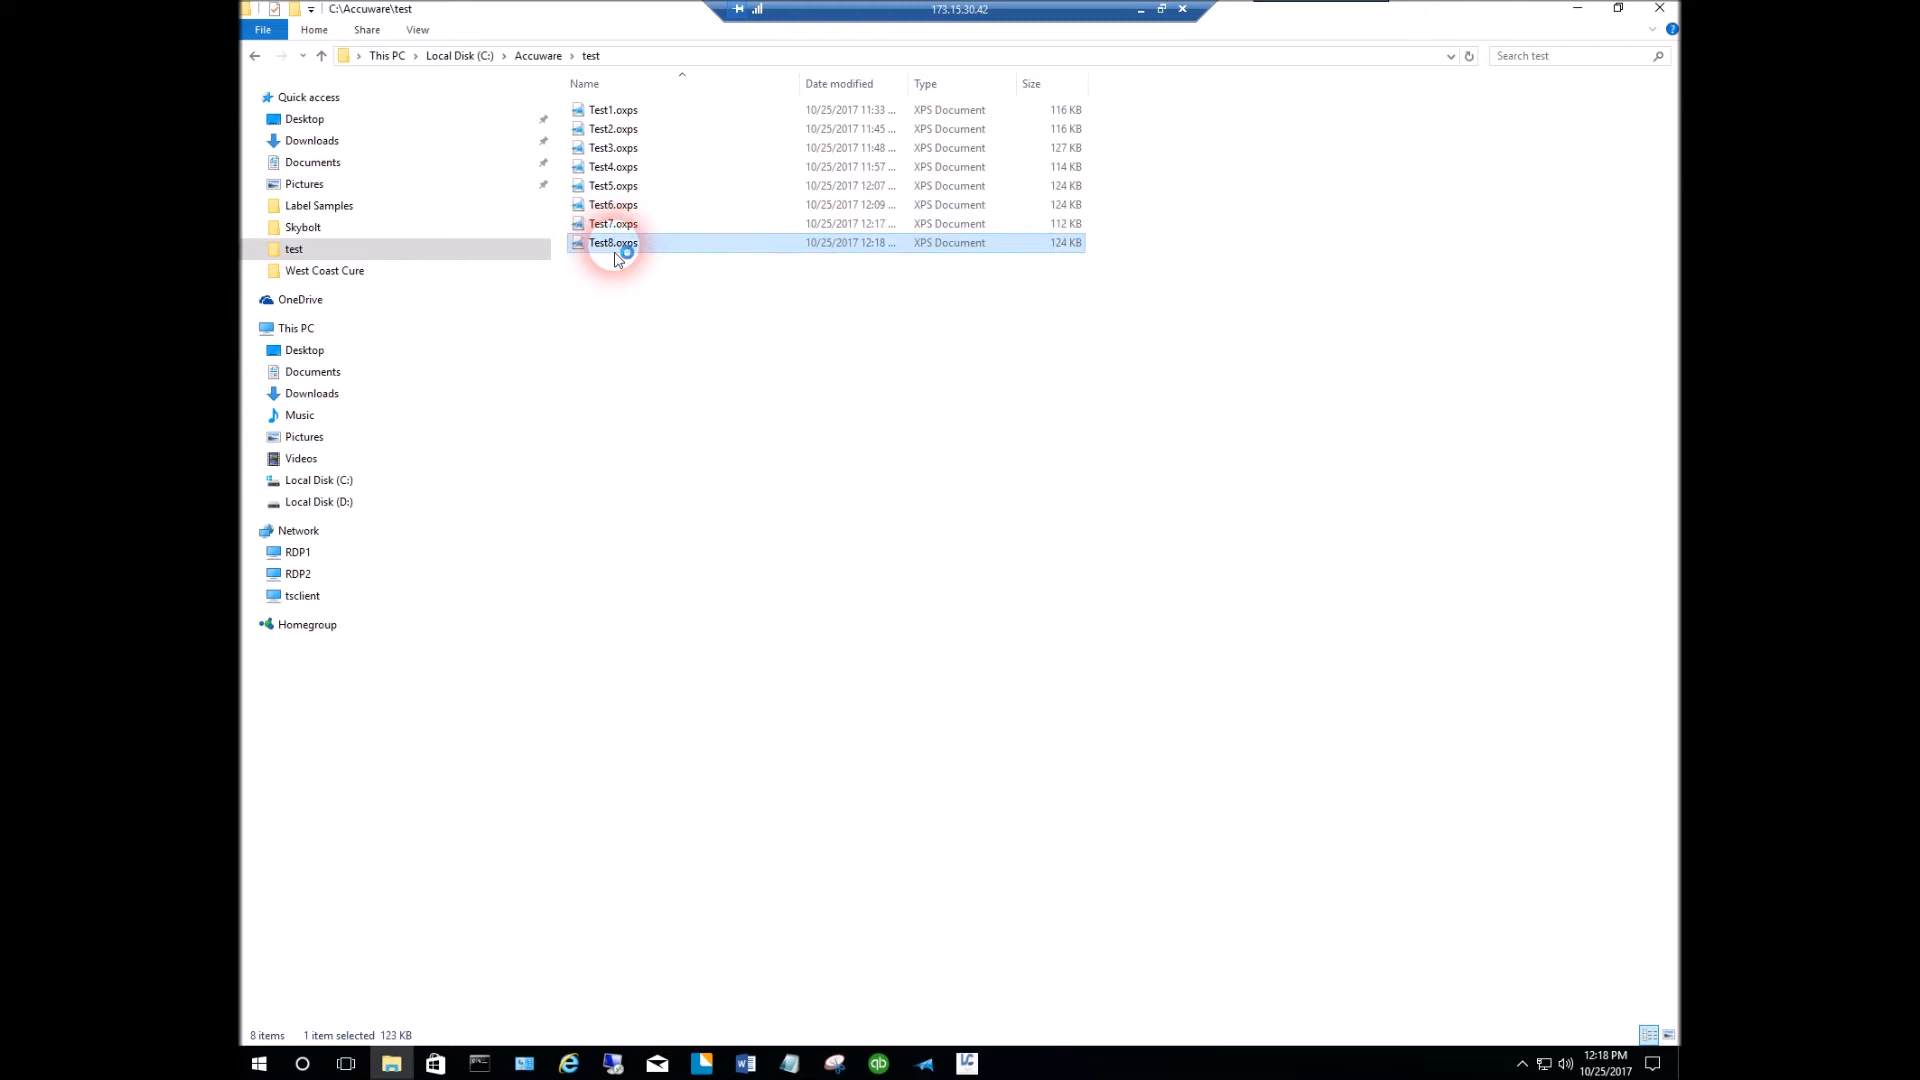 C:\Accuware\test
173.15.30.42
File Home Share View
This PC Local Disk (C:) Accuware test
Search test
Name Date modified Type Size
Quick access
Desktop
Downloads
Documents
Pictures
Label Samples
Skybolt
test
West Coast Cure
OneDrive
This PC
Desktop
Documents
Downloads
Music
Pictures
Videos
Local Disk (C:)
Local Disk (D:)
Network
RDP1
RDP2
tsclient
Homegroup
Test1.oxps 10/25/2017 11:33 ... XPS Document 116 KB
Test2.oxps 10/25/2017 11:45 ... XPS Document 116 KB
Test3.oxps 10/25/2017 11:48 ... XPS Document 127 KB
Test4.oxps 10/25/2017 11:57 ... XPS Document 114 KB
Test5.oxps 10/25/2017 12:07 ... XPS Document 124 KB
Test6.oxps 10/25/2017 12:09 ... XPS Document 124 KB
Test7.oxps 10/25/2017 12:17 ... XPS Document 112 KB
Test8.oxps 10/25/2017 12:18 ... XPS Document 124 KB
8 items 1 item selected 123 KB
12:18 PM
10/25/2017